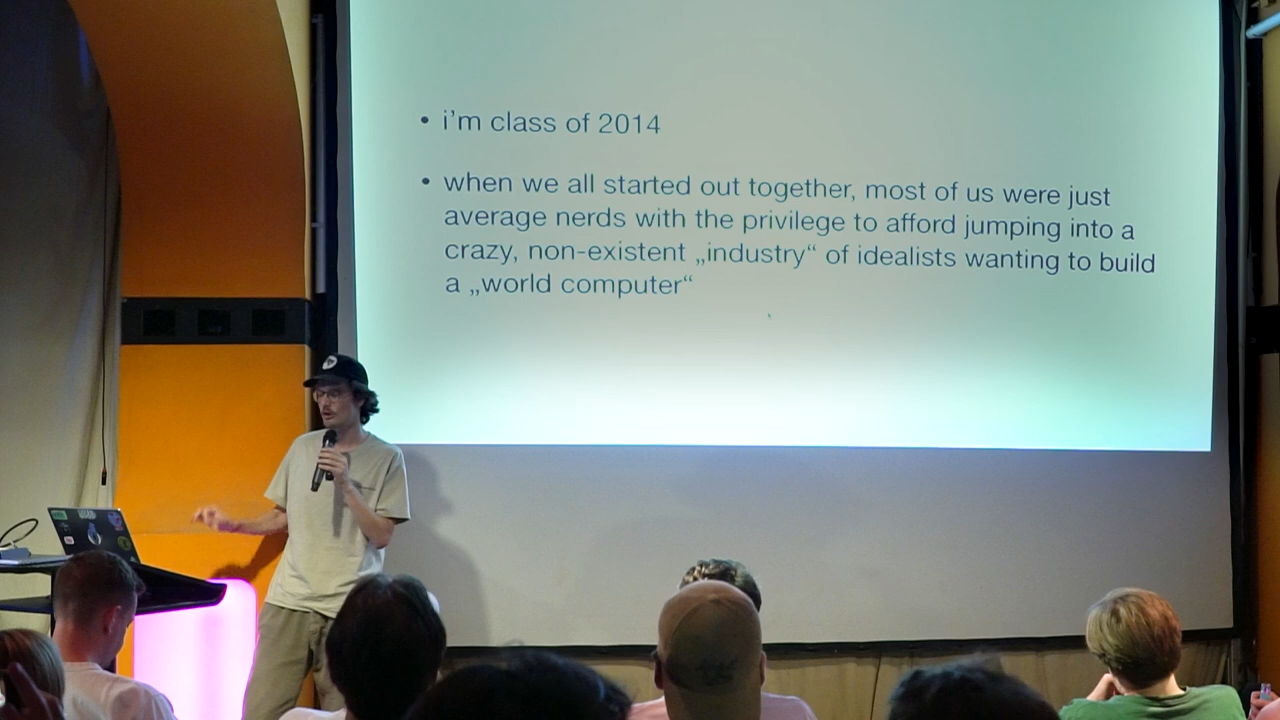 • i'm class of 2014
• when we all started out together, most of us were just
average nerds with the privilege to afford jumping into a
crazy, non-existent „industry“ of idealists wanting to build
a „world computer“